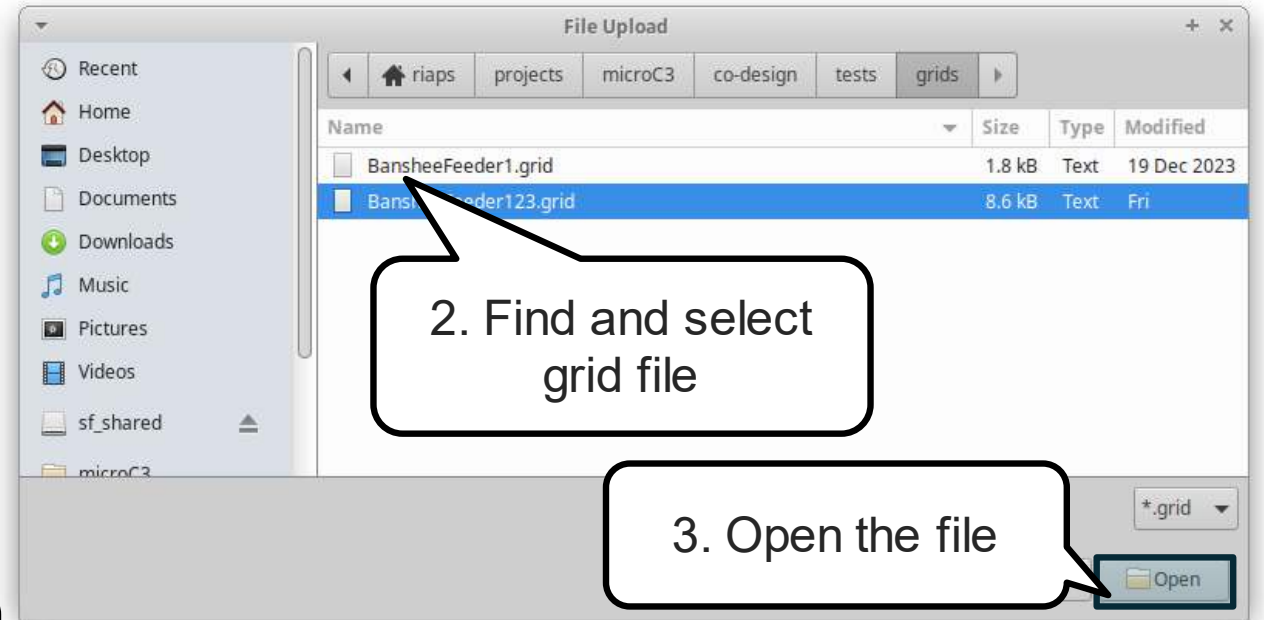 File Upload
Recent
Home
Desktop
Documents
Downloads
Music
Pictures
Videos
sf_shared
microC3
riaps projects microC3 co-design tests grids
Name Size Type Modified
BansheeFeeder1.grid 1.8 kB Text 19 Dec 2023
8.6 kB Text Fri
2. Find and select
grid file
3. Open the file
*.grid
Open